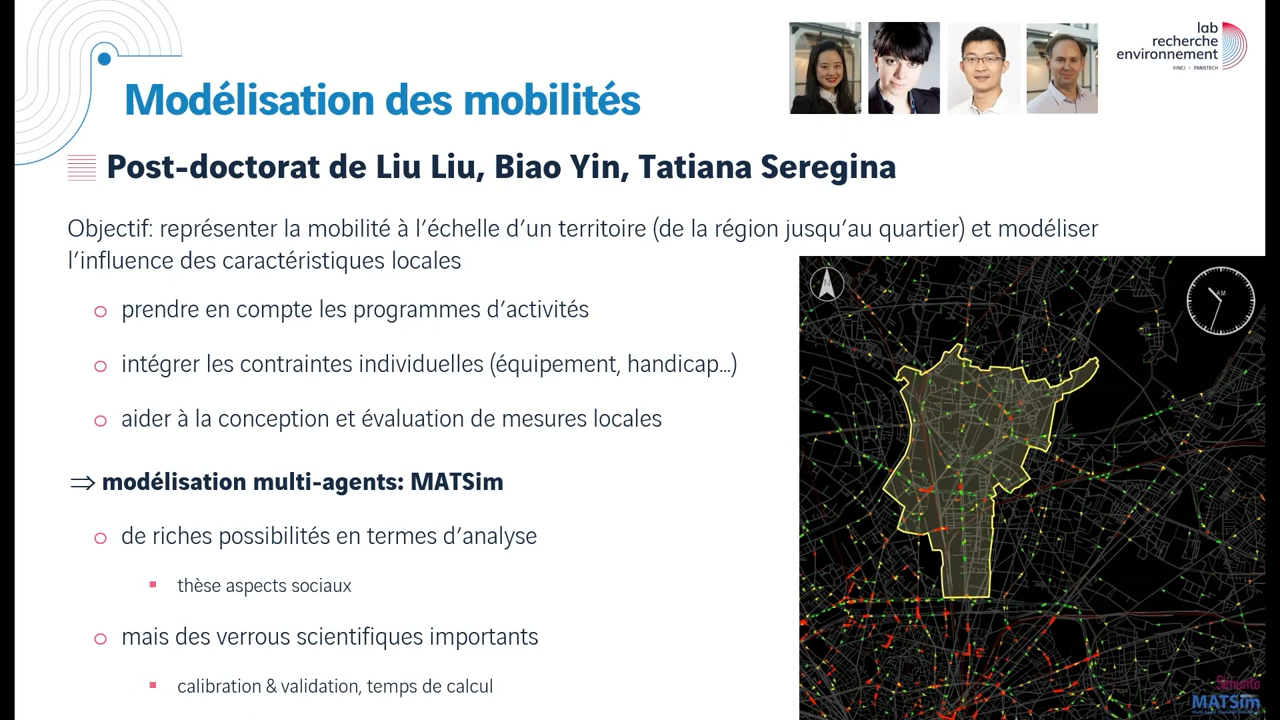 lab
recherche
environnement
VINCI PARISTECH
Modélisation des mobilités
Post-doctorat de Liu Liu, Biao Yin, Tatiana Seregina
Objectif: représenter la mobilité à l'échelle d'un territoire (de la région jusqu'au quartier) et modéliser
l'influence des caractéristiques locales
prendre en compte les programmes d'activités
intégrer les contraintes individuelles (équipement, handicap...)
aider à la conception et évaluation de mesures locales
⇒ modélisation multi-agents: MATSim
de riches possibilités en termes d'analyse
thèse aspects sociaux
mais des verrous scientifiques importants
calibration & validation, temps de calcul
AM
Simunto
MATSim